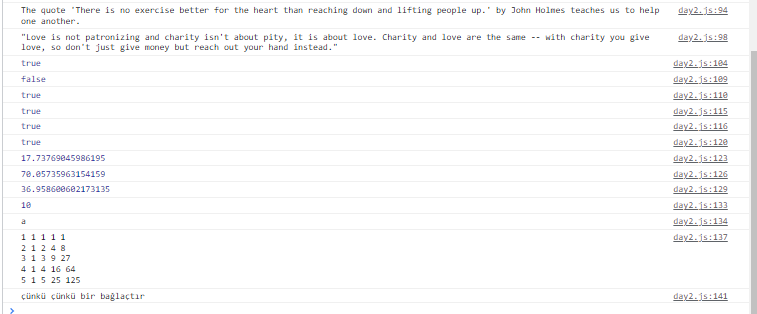 The quote 'There is no exercise better for the heart than reaching down and lifting people up.' by John Holmes teaches us to help day2.js:94
one another.
"Love is not patronizing and charity isn't about pity, it is about love. Charity and love are the same -- with charity you give day2.js:98
love, so don't just give money but reach out your hand instead."
true day2.js:104
false day2.js:109
true day2.js:110
true day2.js:115
true day2.js:116
true day2.js:120
17.73769045986195 day2.js:123
70.05735963154159 day2.js:126
36.958600602173135 day2.js:129
10 day2.js:133
a day2.js:134
1 1 1 1 1 day2.js:137
2 1 2 4 8
3 1 3 9 27
4 1 4 16 64
5 1 5 25 125
çünkü çünkü bir bağlaçtır day2.js:141
>